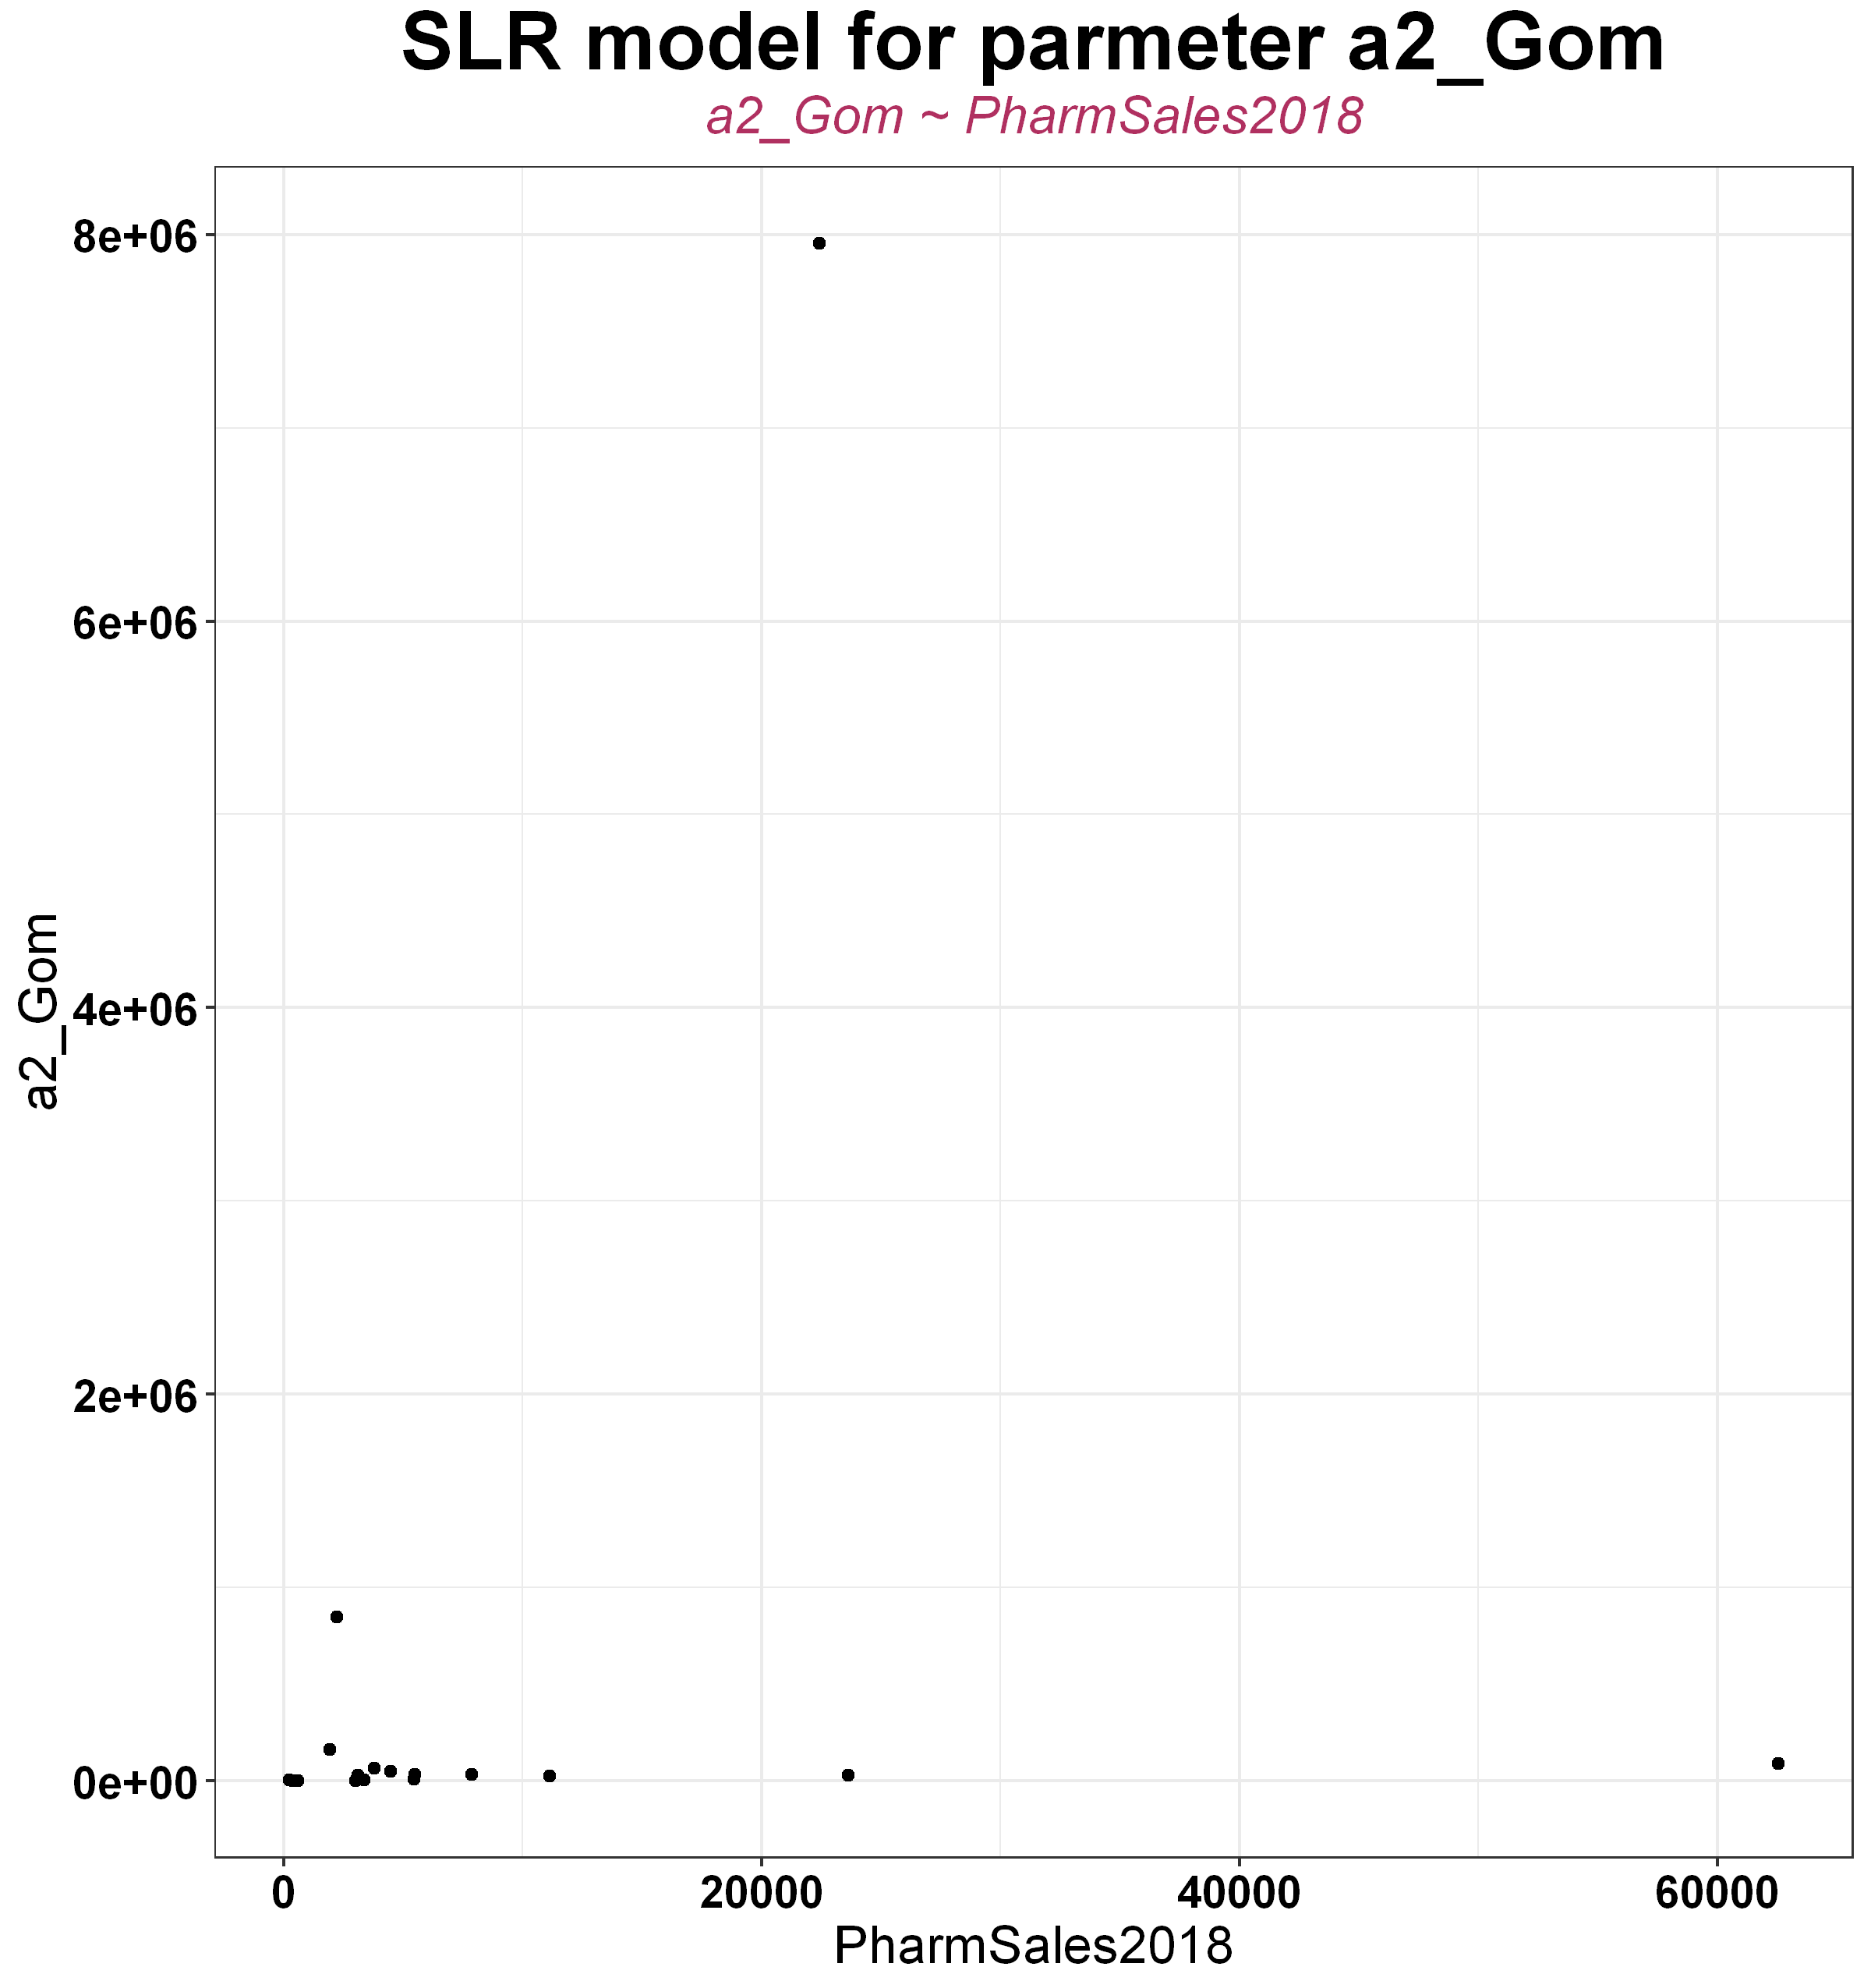 SLR model for parmeter a2_Gom
a2_Gom ~ PharmSales2018
8e+06
6e+06
4e+06
2e+06
0e+00
a2_Gom
0 20000 40000 60000
PharmSales2018